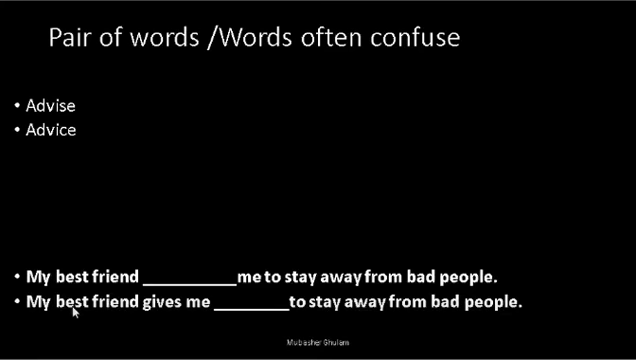 Pair of words /Words often confuse
• Advise
• Advice
• My best friend __________me to stay away from bad people.
• My best friend gives me ________to stay away from bad people.
Mubasher Ghulam